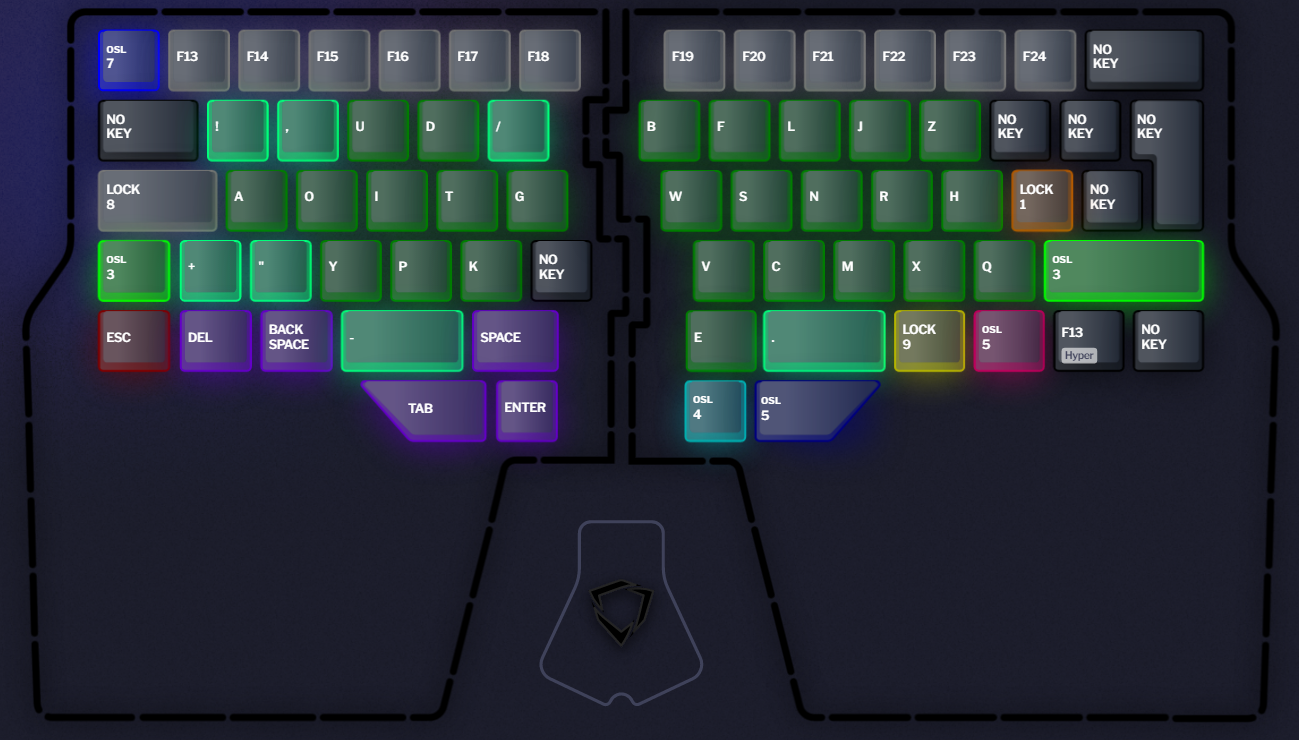 OSL 7 F13 F14 F15 F16 F17 F18 F19 F20 F21 F22 F23 F24 NO KEY
NO KEY ! , U D / B F L J Z NO KEY NO KEY NO KEY
LOCK 8 A O I T G W S N R H LOCK 1 NO KEY
OSL 3 + " Y P K NO KEY V C M X Q OSL 3
ESC DEL BACK SPACE - SPACE E . LOCK 9 OSL 5 F13 Hyper NO KEY
TAB ENTER OSL 4 OSL 5